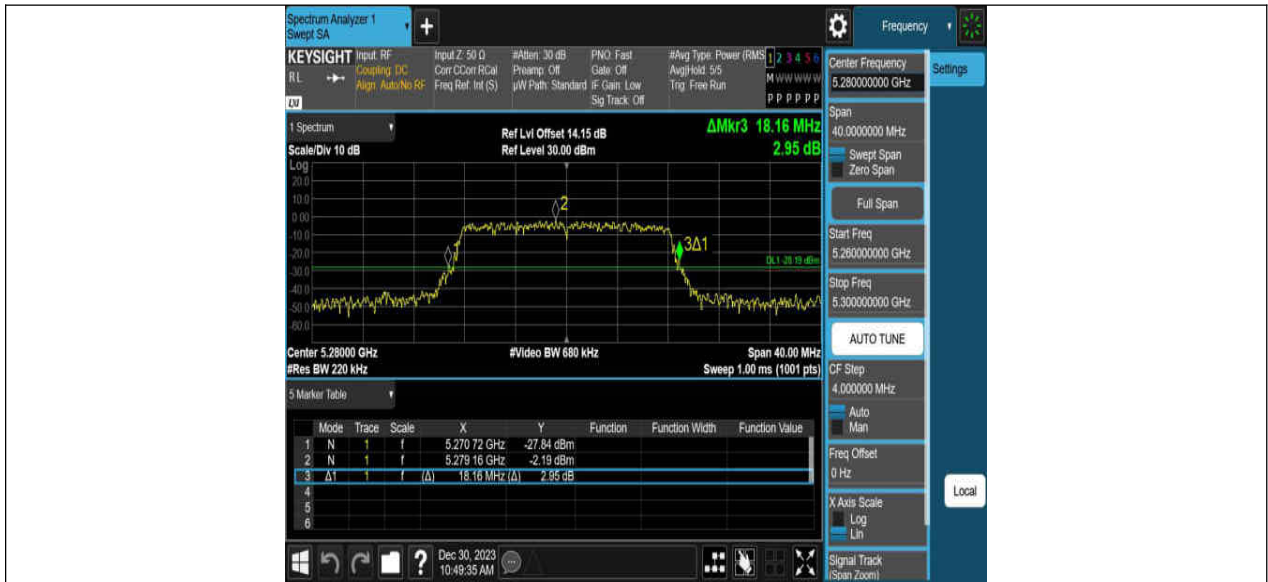 Spectrum Analyzer 1
Swept SA
+
Frequency
KEYSIGHT
RL
Input: RF
Coupling: DC
Align: Auto/No RF
Input Z: 50 Ω
Corr CCorr RCal
Freq Ref: Int (S)
#Atten: 30 dB
Preamp: Off
µW Path: Standard
PNO: Fast
Gate: Off
IF Gain: Low
Sig Track: Off
#Avg Type: Power (RMS
Avg|Hold: 5/5
Trig: Free Run
1 2 3 4 5 6
M W W W W W
P P P P P P
1 Spectrum
Scale/Div 10 dB
Ref Lvl Offset 14.15 dB
Ref Level 30.00 dBm
ΔMkr3 18.16 MHz
2.95 dB
Log
20.0
10.0
0.00
-10.0
-20.0
-30.0
-40.0
-50.0
-60.0
2
3Δ1
DL1 -28.19 dBm
Center 5.28000 GHz
#Video BW 680 kHz
Span 40.00 MHz
#Res BW 220 kHz
Sweep 1.00 ms (1001 pts)
5 Marker Table
Mode Trace Scale X Y Function Function Width Function Value
1 N 1 f 5.270 72 GHz -27.84 dBm
2 N 1 f 5.279 16 GHz -2.19 dBm
3 Δ1 1 f (Δ) 18.16 MHz (Δ) 2.95 dB
4
5
6
?
Dec 30, 2023
10:49:35 AM
Center Frequency
5.280000000 GHz
Settings
Span
40.0000000 MHz
Swept Span
Zero Span
Full Span
Start Freq
5.260000000 GHz
Stop Freq
5.300000000 GHz
AUTO TUNE
CF Step
4.000000 MHz
Auto
Man
Freq Offset
0 Hz
X Axis Scale
Log
Lin
Local
Signal Track
(Span Zoom)